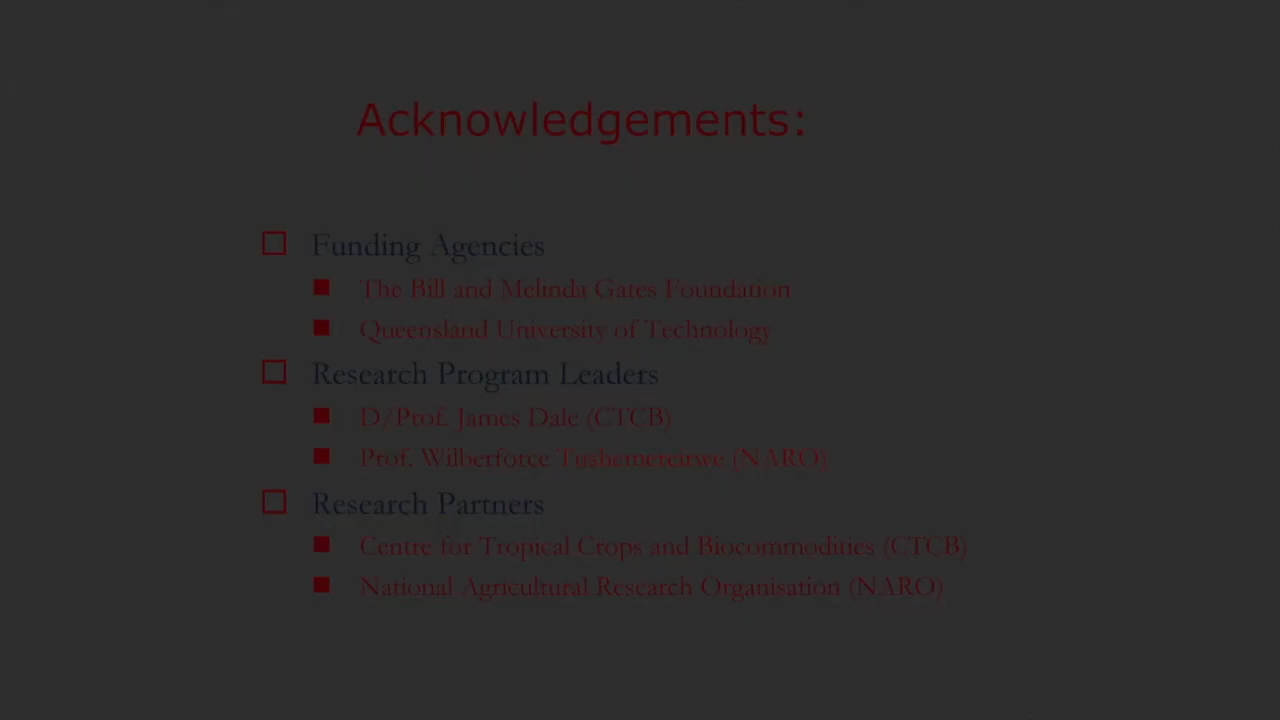 Acknowledgements:
Funding Agencies
The Bill and Melinda Gates Foundation
Queensland University of Technology
Research Program Leaders
D/Prof. James Dale (CTCB)
Prof. Wilberforce Tushemereirwe (NARO)
Research Partners
Centre for Tropical Crops and Biocommodities (CTCB)
National Agricultural Research Organisation (NARO)